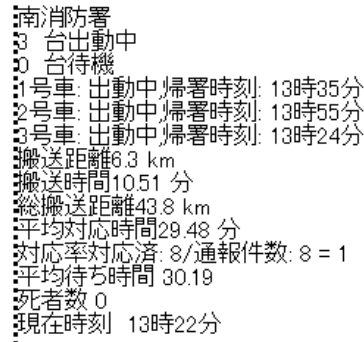 南消防署
3 台出動中
0 台待機
1号車: 出動中,帰署時刻: 13時35分
2号車: 出動中,帰署時刻: 13時55分
3号車: 出動中,帰署時刻: 13時24分
搬送距離6.3 km
搬送時間10.51 分
総搬送距離43.8 km
平均対応時間29.48 分
対応率対応済: 8/通報件数: 8 = 1
平均待ち時間 30.19
死者数 0
現在時刻 13時22分